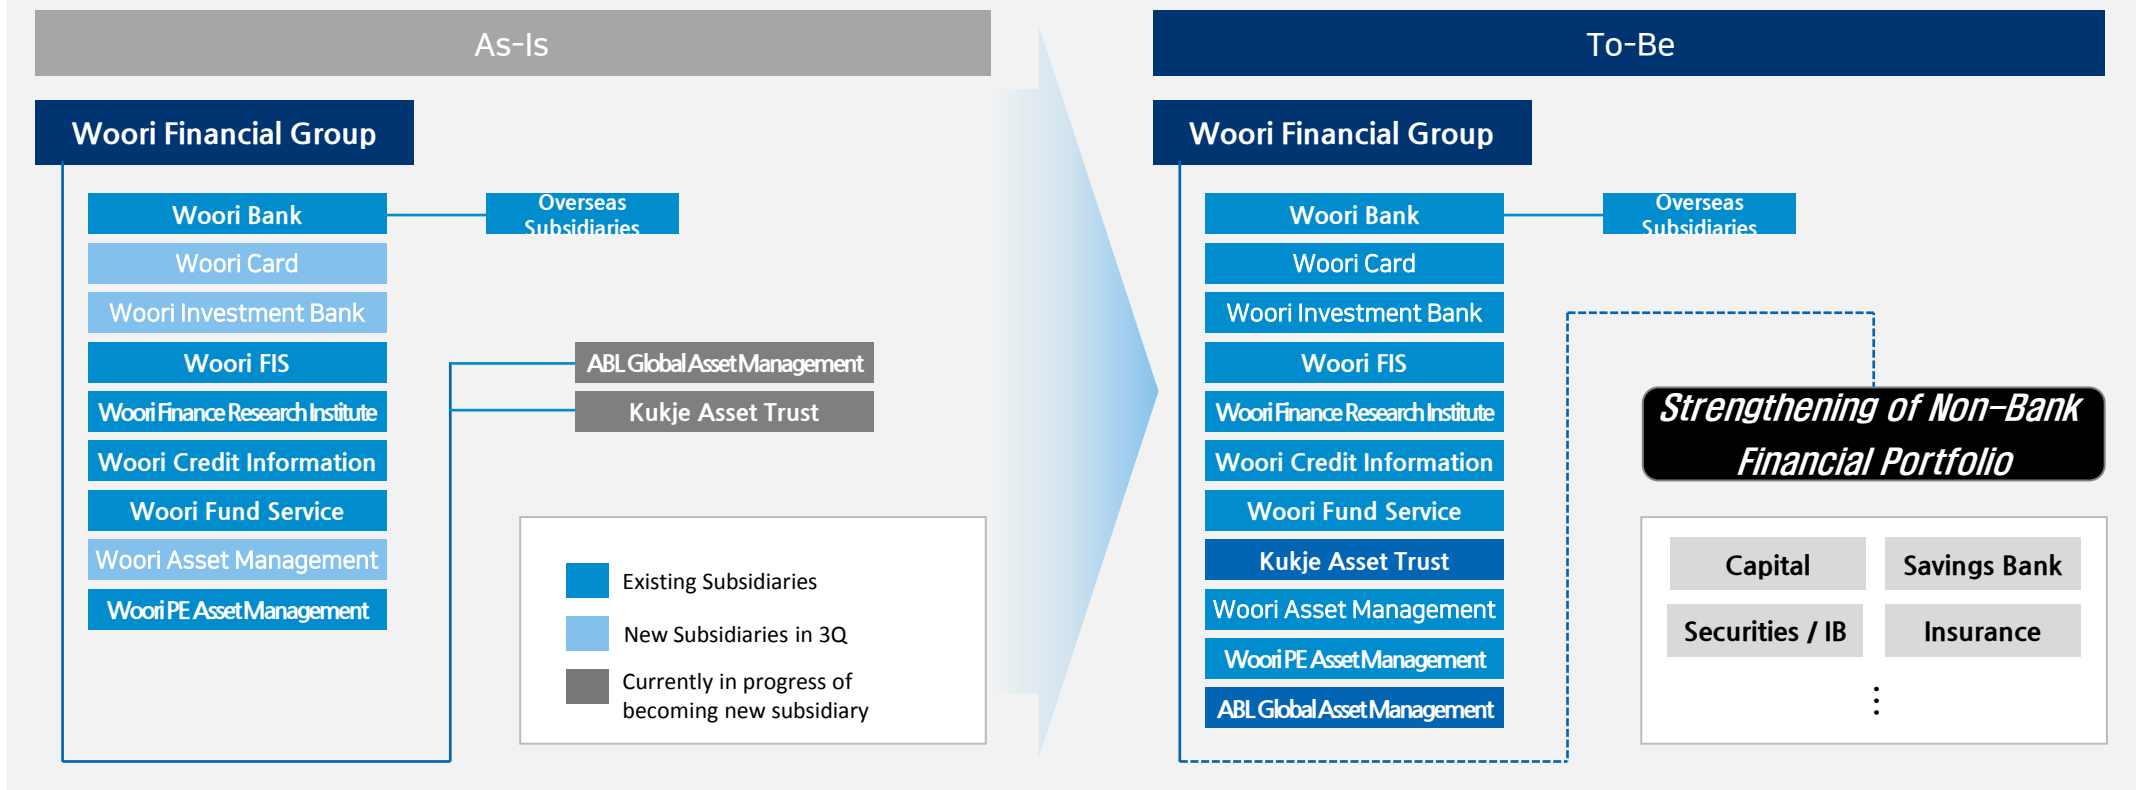 As-Is
Woori Financial Group
Woori Bank
Overseas
Subsidiaries
Woori Card
Woori Investment Bank
Woori FIS
Woori Finance Research Institute
Woori Credit Information
Woori Fund Service
Woori Asset Management
Woori PE Asset Management
ABL Global Asset Management
Kukje Asset Trust
Existing Subsidiaries
New Subsidiaries in 3Q
Currently in progress of
becoming new subsidiary
To-Be
Woori Financial Group
Woori Bank
Overseas
Subsidiaries
Woori Card
Woori Investment Bank
Woori FIS
Woori Finance Research Institute
Woori Credit Information
Woori Fund Service
Kukje Asset Trust
Woori Asset Management
Woori PE Asset Management
ABL Global Asset Management
Strengthening of Non-Bank
Financial Portfolio
Capital
Savings Bank
Securities / IB
Insurance
⋮